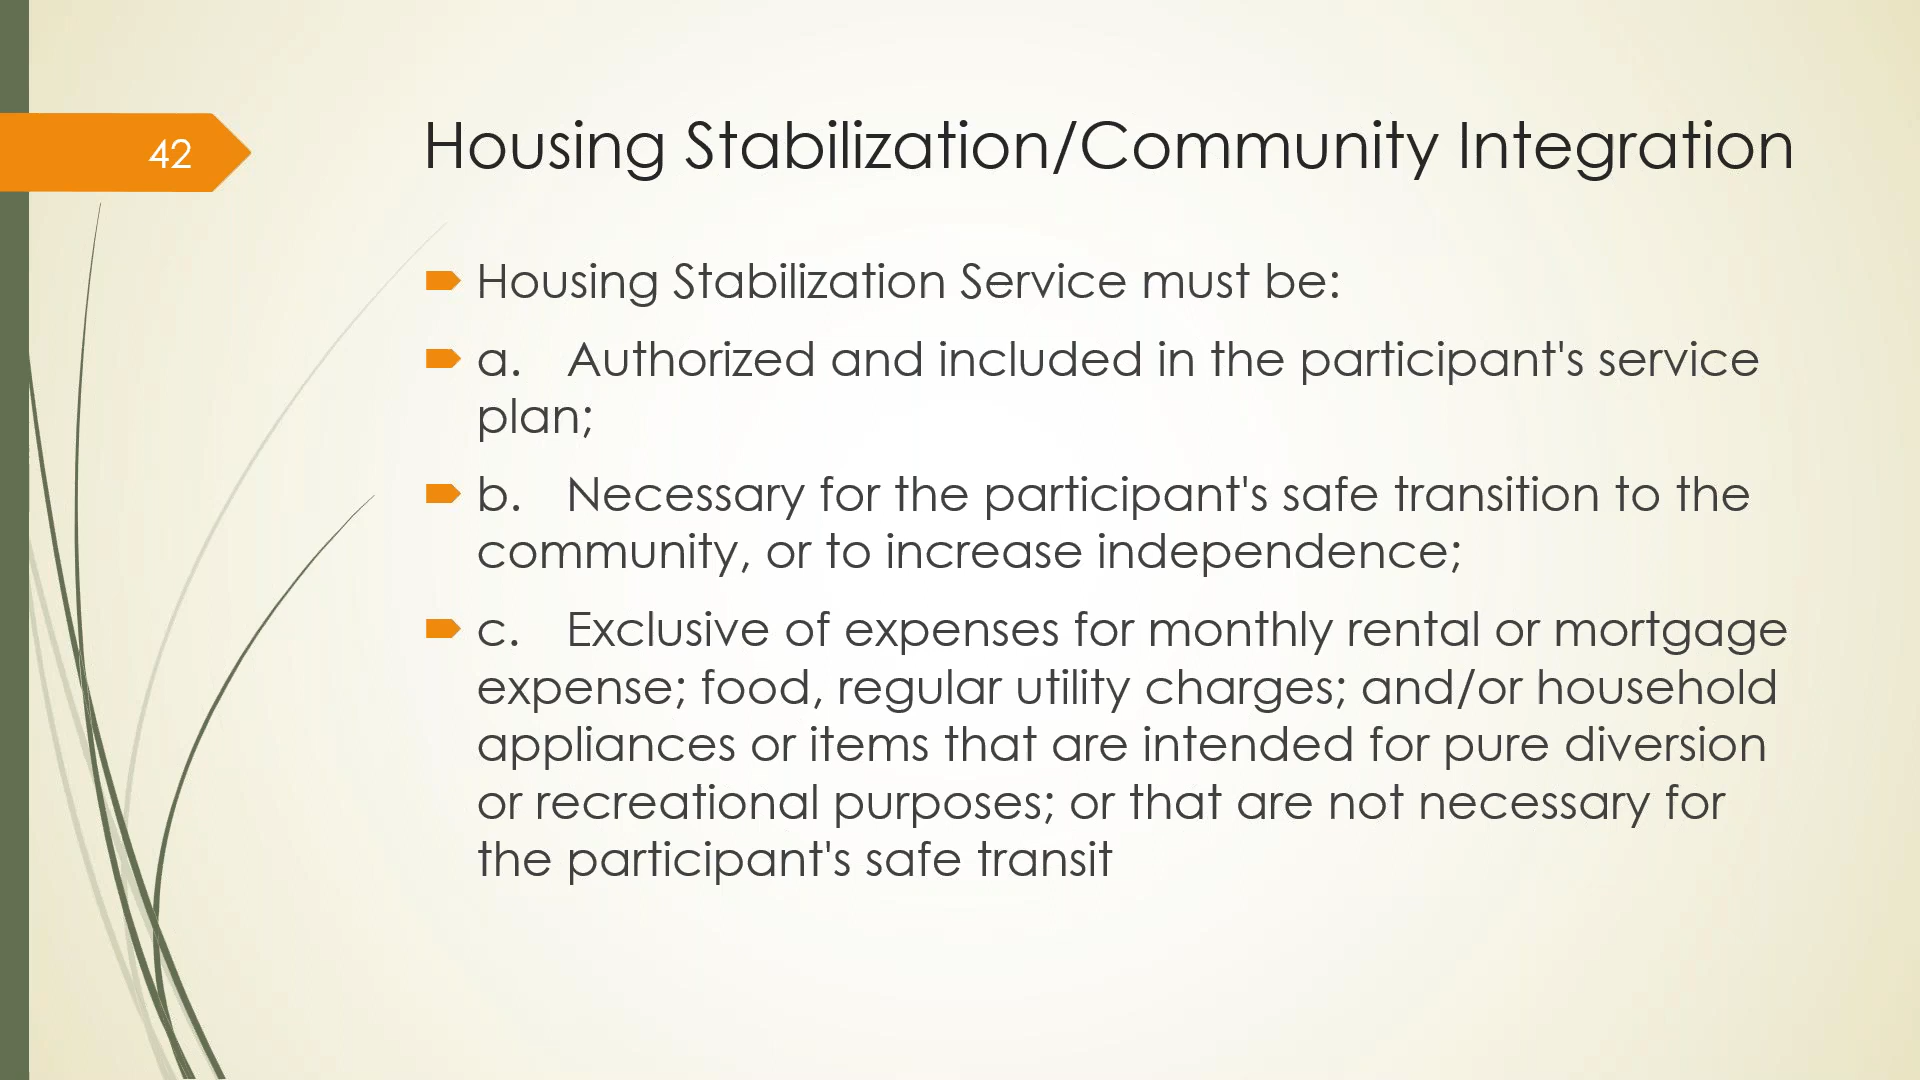 42
Housing Stabilization/Community Integration
Housing Stabilization Service must be:
a. Authorized and included in the participant's service
plan;
b. Necessary for the participant's safe transition to the
community, or to increase independence;
c. Exclusive of expenses for monthly rental or mortgage
expense; food, regular utility charges; and/or household
appliances or items that are intended for pure diversion
or recreational purposes; or that are not necessary for
the participant's safe transit